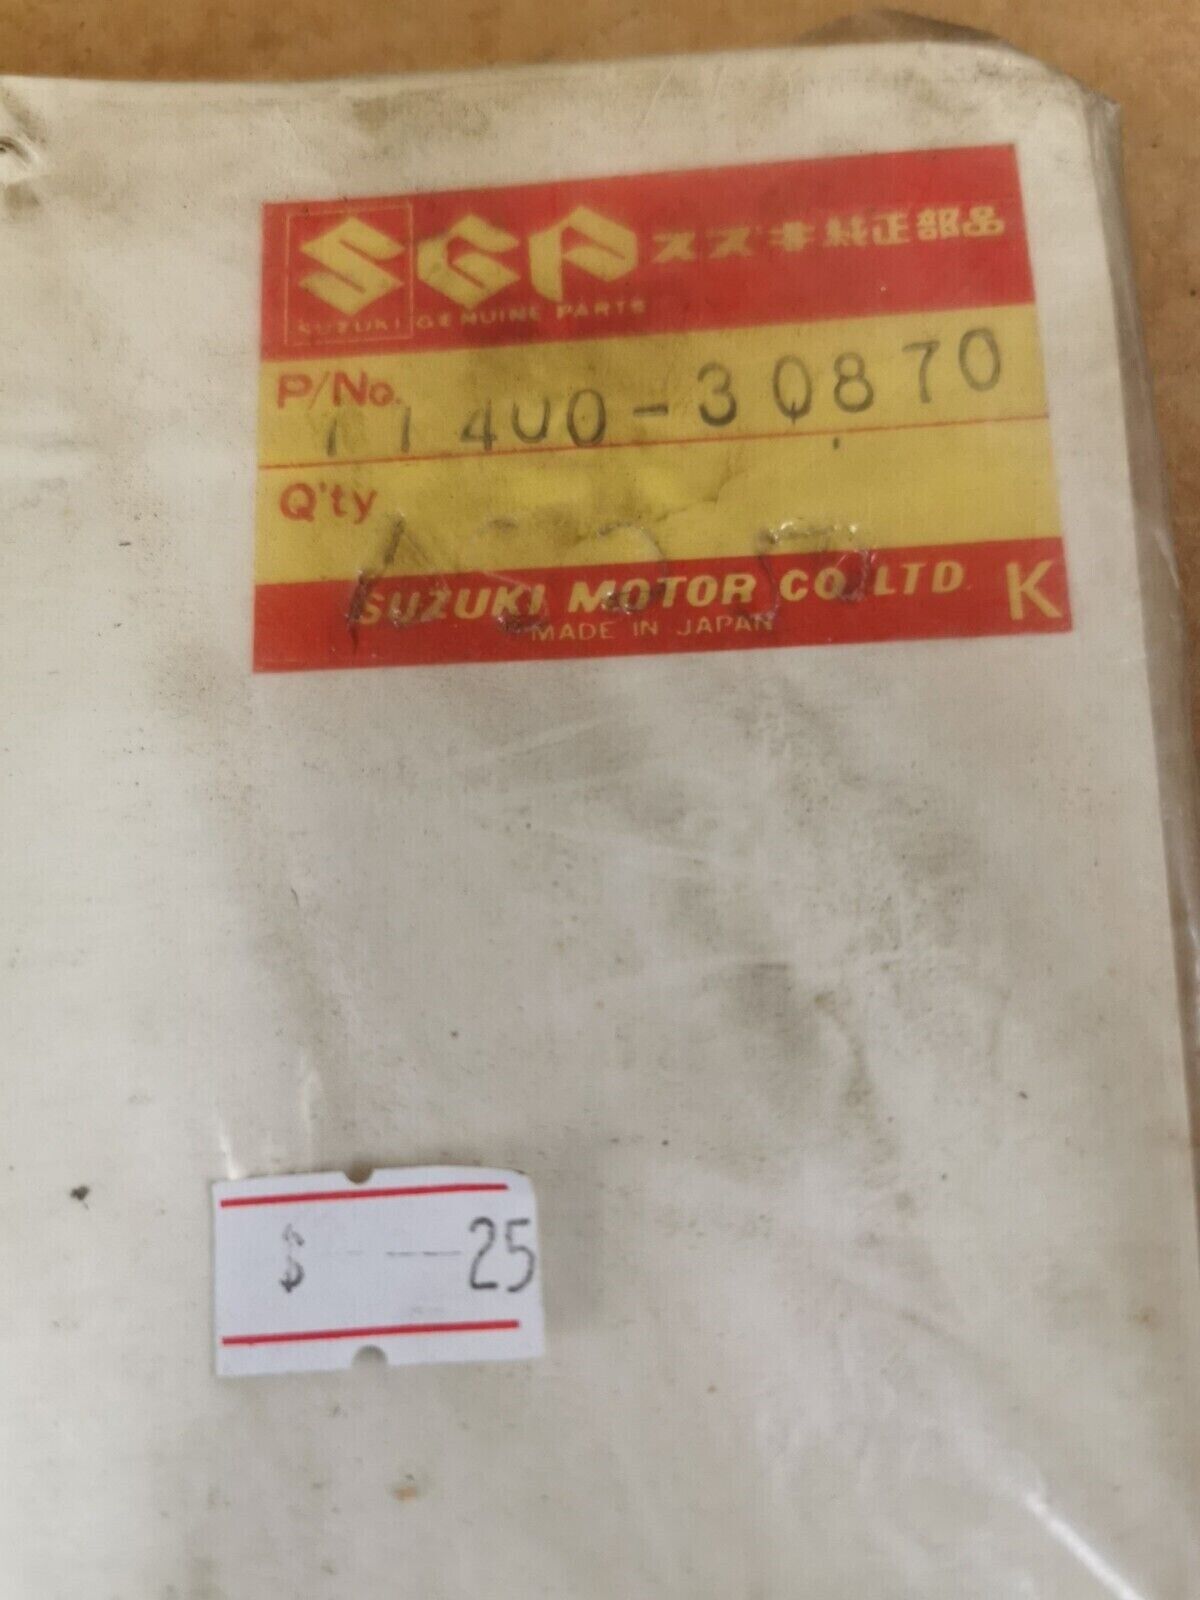 SGP スズキ純正部品
SUZUKI GENUINE PARTS
P/No. 11400-30870
Q'ty
SUZUKI MOTOR CO. LTD. K
MADE IN JAPAN
$ -- -- 25